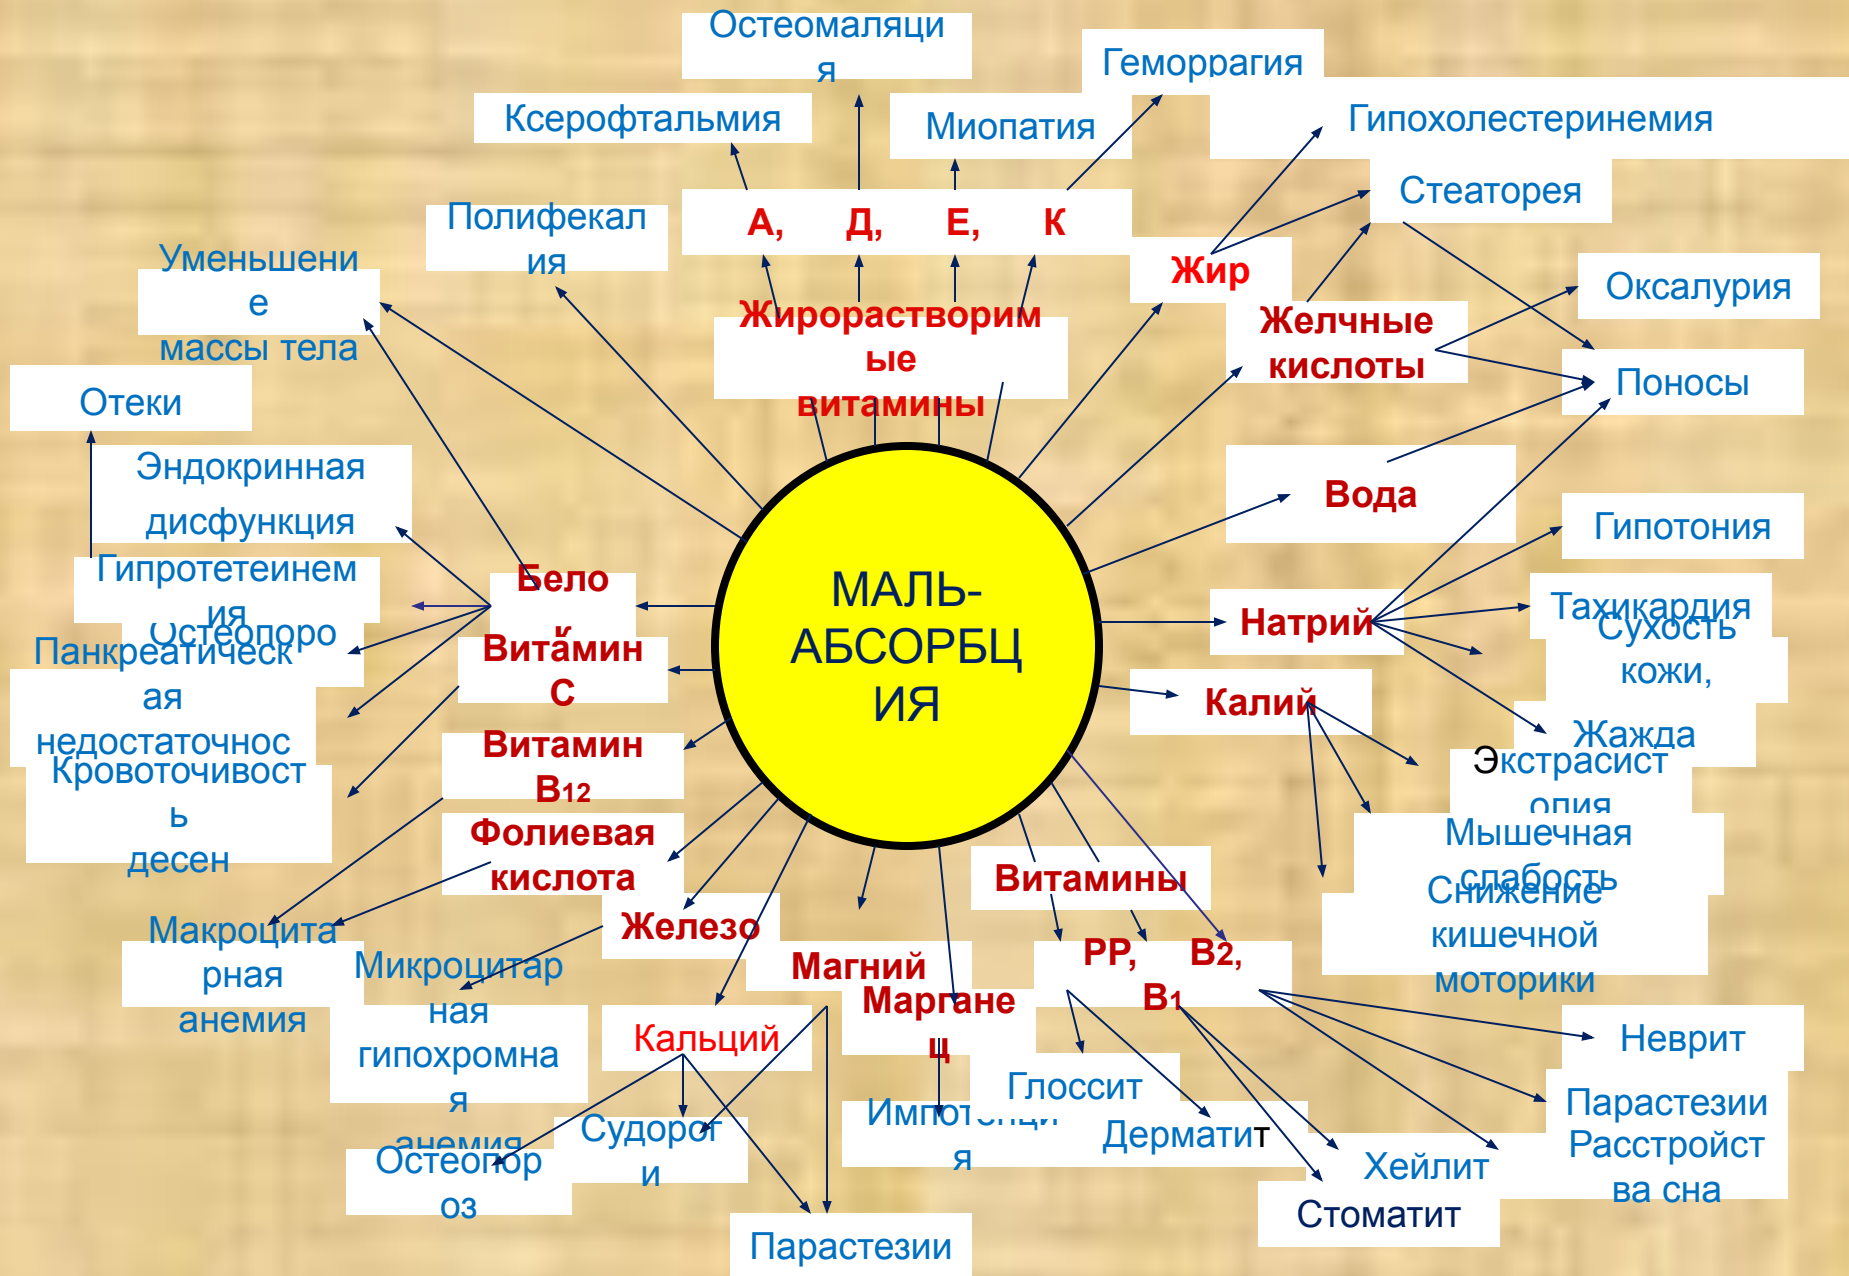 Остеомаляци
я
Геморрагия
Ксерофтальмия
Миопатия
Гипохолестеринемия
Стеаторея
Полифекал
ия
А, Д, Е, К
Уменьшени
е
массы тела
Жир
Оксалурия
Жирорастворим
ые
витамины
Желчные
кислоты
Поносы
Отеки
Эндокринная
дисфункция
Вода
Гипотония
Гипротетеинем
ия
Бело
к
МАЛЬ-
АБСОРБЦ
ИЯ
Натрий
Тахикардия
Сухость
кожи,
Остеопоро
Панкреатическ
ая
недостаточнос
Витамин
С
Калий
Жажда
Витамин
В12
Экстрасист
олия
Кровоточивост
ь
десен
Фолиевая
кислота
Мышечная
слабость
Витамины
Снижение
кишечной
моторики
Железо
Макроцита
рная
анемия
Микроцитар
ная
гипохромна
я
анемия
Магний
РР, В2,
В1
Марганe
ц
Кальций
Неврит
Глоссит
Парастезии
Импотенци
я
Дерматит
Судорог
и
Расстройст
ва сна
Остеопор
оз
Хейлит
Стоматит
Парастезии